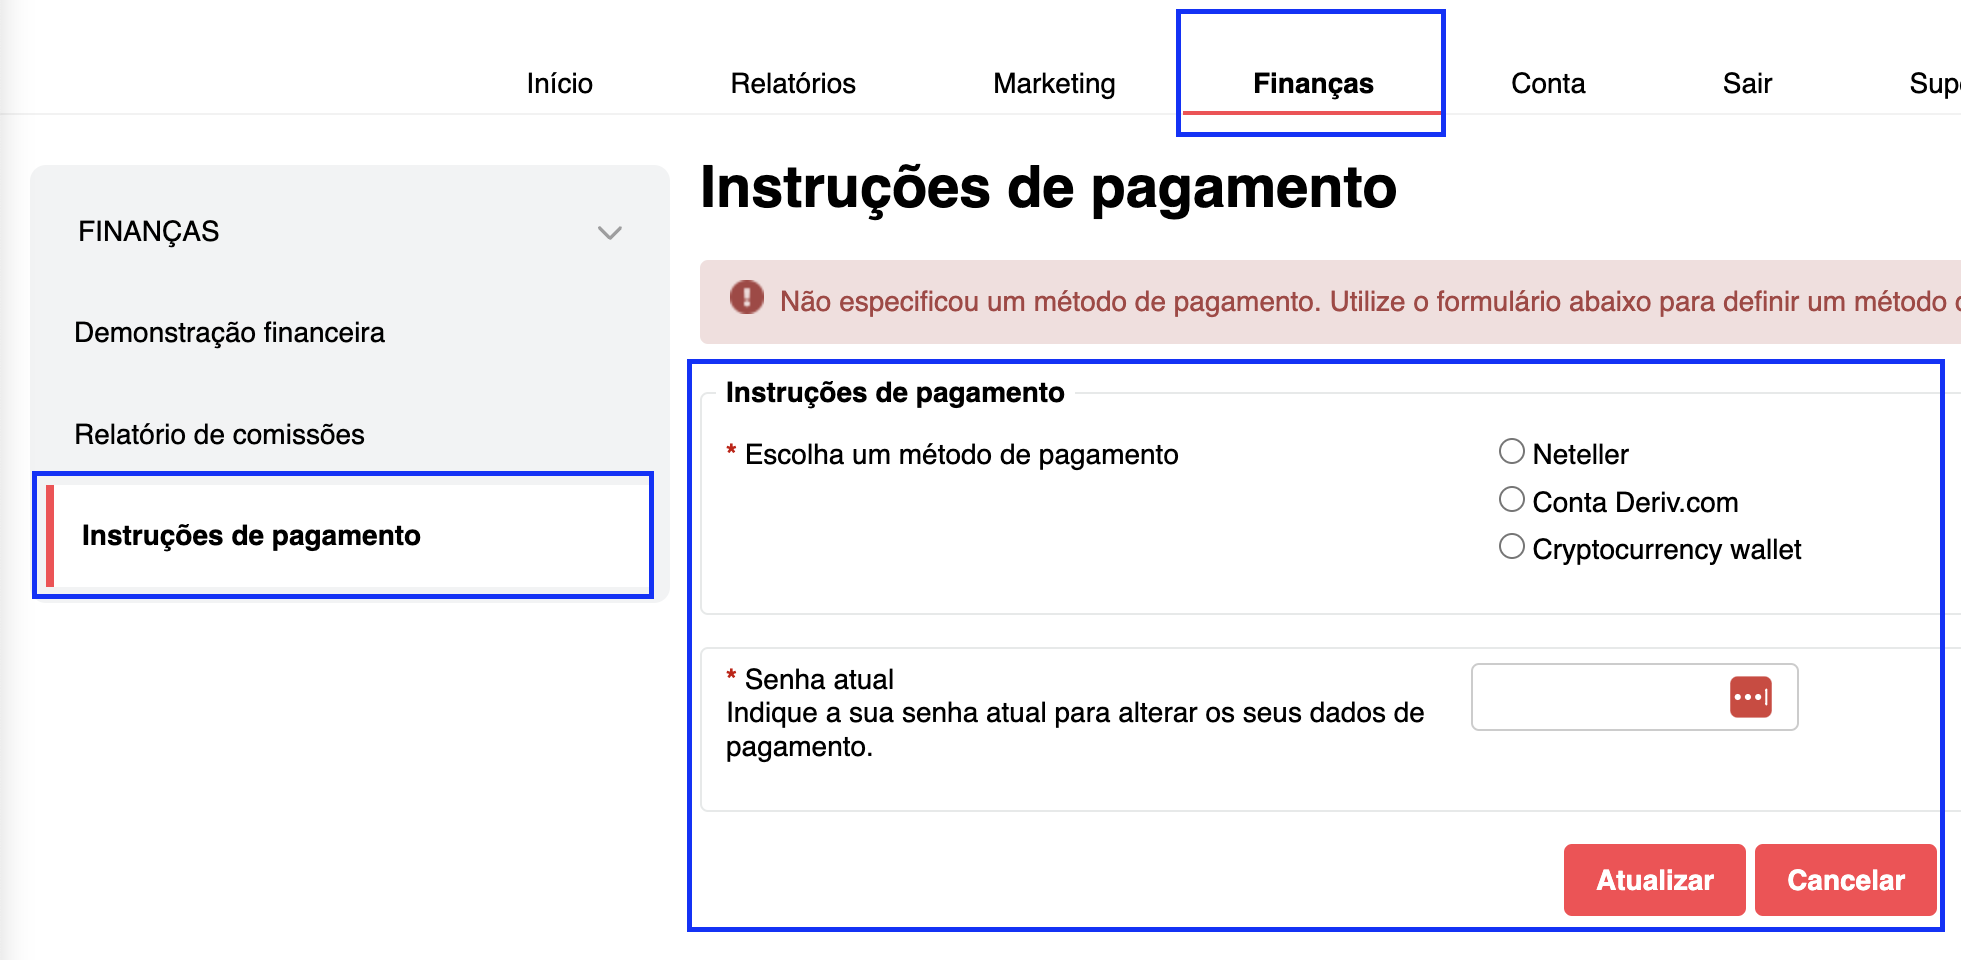 Início Relatórios Marketing Finanças Conta Sair
FINANÇAS
Demonstração financeira
Relatório de comissões
Instruções de pagamento
Instruções de pagamento
Não especificou um método de pagamento. Utilize o formulário abaixo para definir um método
Instruções de pagamento
* Escolha um método de pagamento
Neteller
Conta Deriv.com
Cryptocurrency wallet
* Senha atual
Indique a sua senha atual para alterar os seus dados de
pagamento.
Atualizar Cancelar